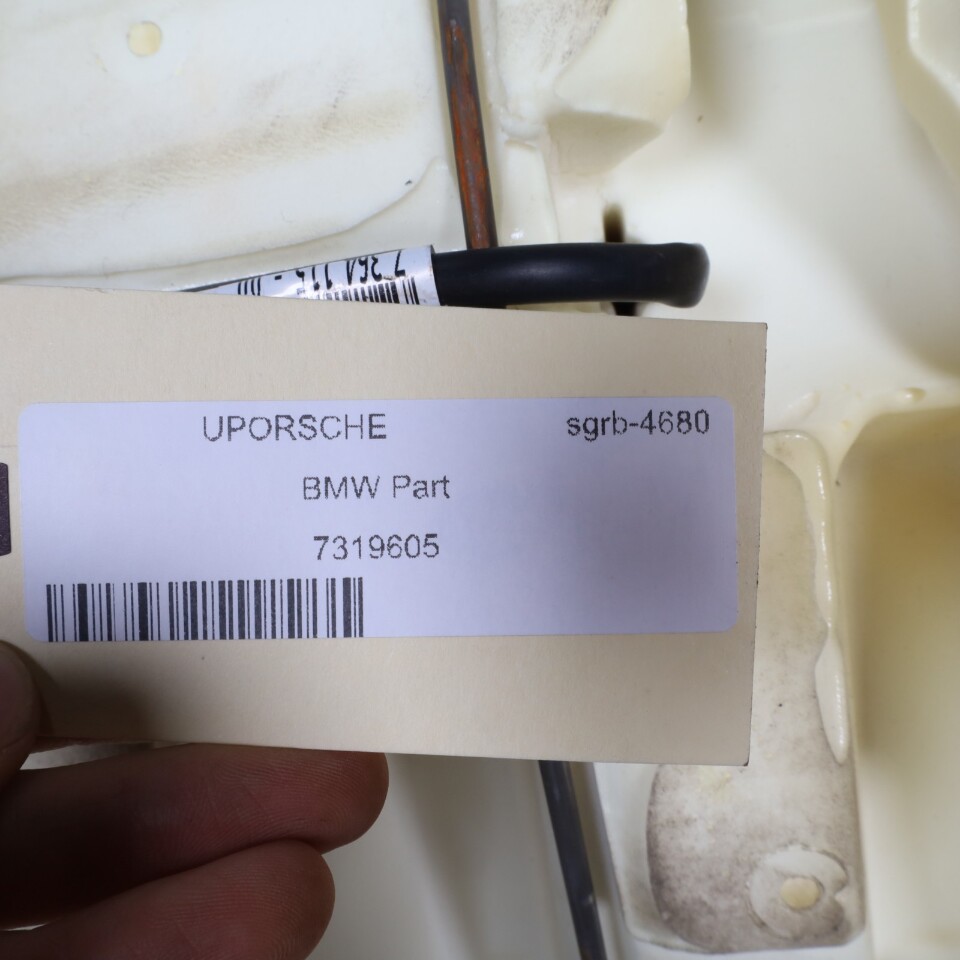 UPORSCHE sgrb-4680
BMW Part
7319605